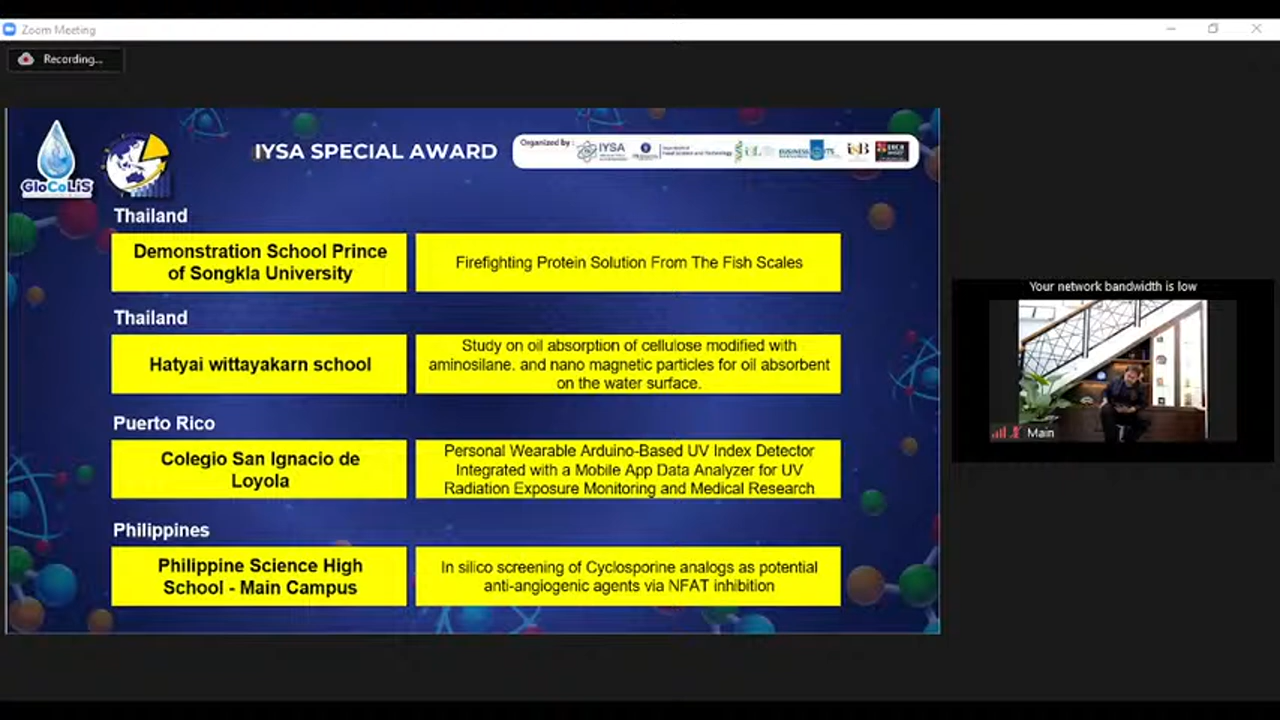 Zoom Meeting
Recording...
IYSA SPECIAL AWARD
Organized by :
IYSA
GloCoLiS
Thailand
Demonstration School Prince
of Songkla University
Firefighting Protein Solution From The Fish Scales
Thailand
Hatyai wittayakarn school
Study on oil absorption of cellulose modified with
aminosilane, and nano magnetic particles for oil absorbent
on the water surface.
Puerto Rico
Colegio San Ignacio de
Loyola
Personal Wearable Arduino-Based UV Index Detector
Integrated with a Mobile App Data Analyzer for UV
Radiation Exposure Monitoring and Medical Research
Philippines
Philippine Science High
School - Main Campus
In silico screening of Cyclosporine analogs as potential
anti-angiogenic agents via NFAT inhibition
Your network bandwidth is low
Main